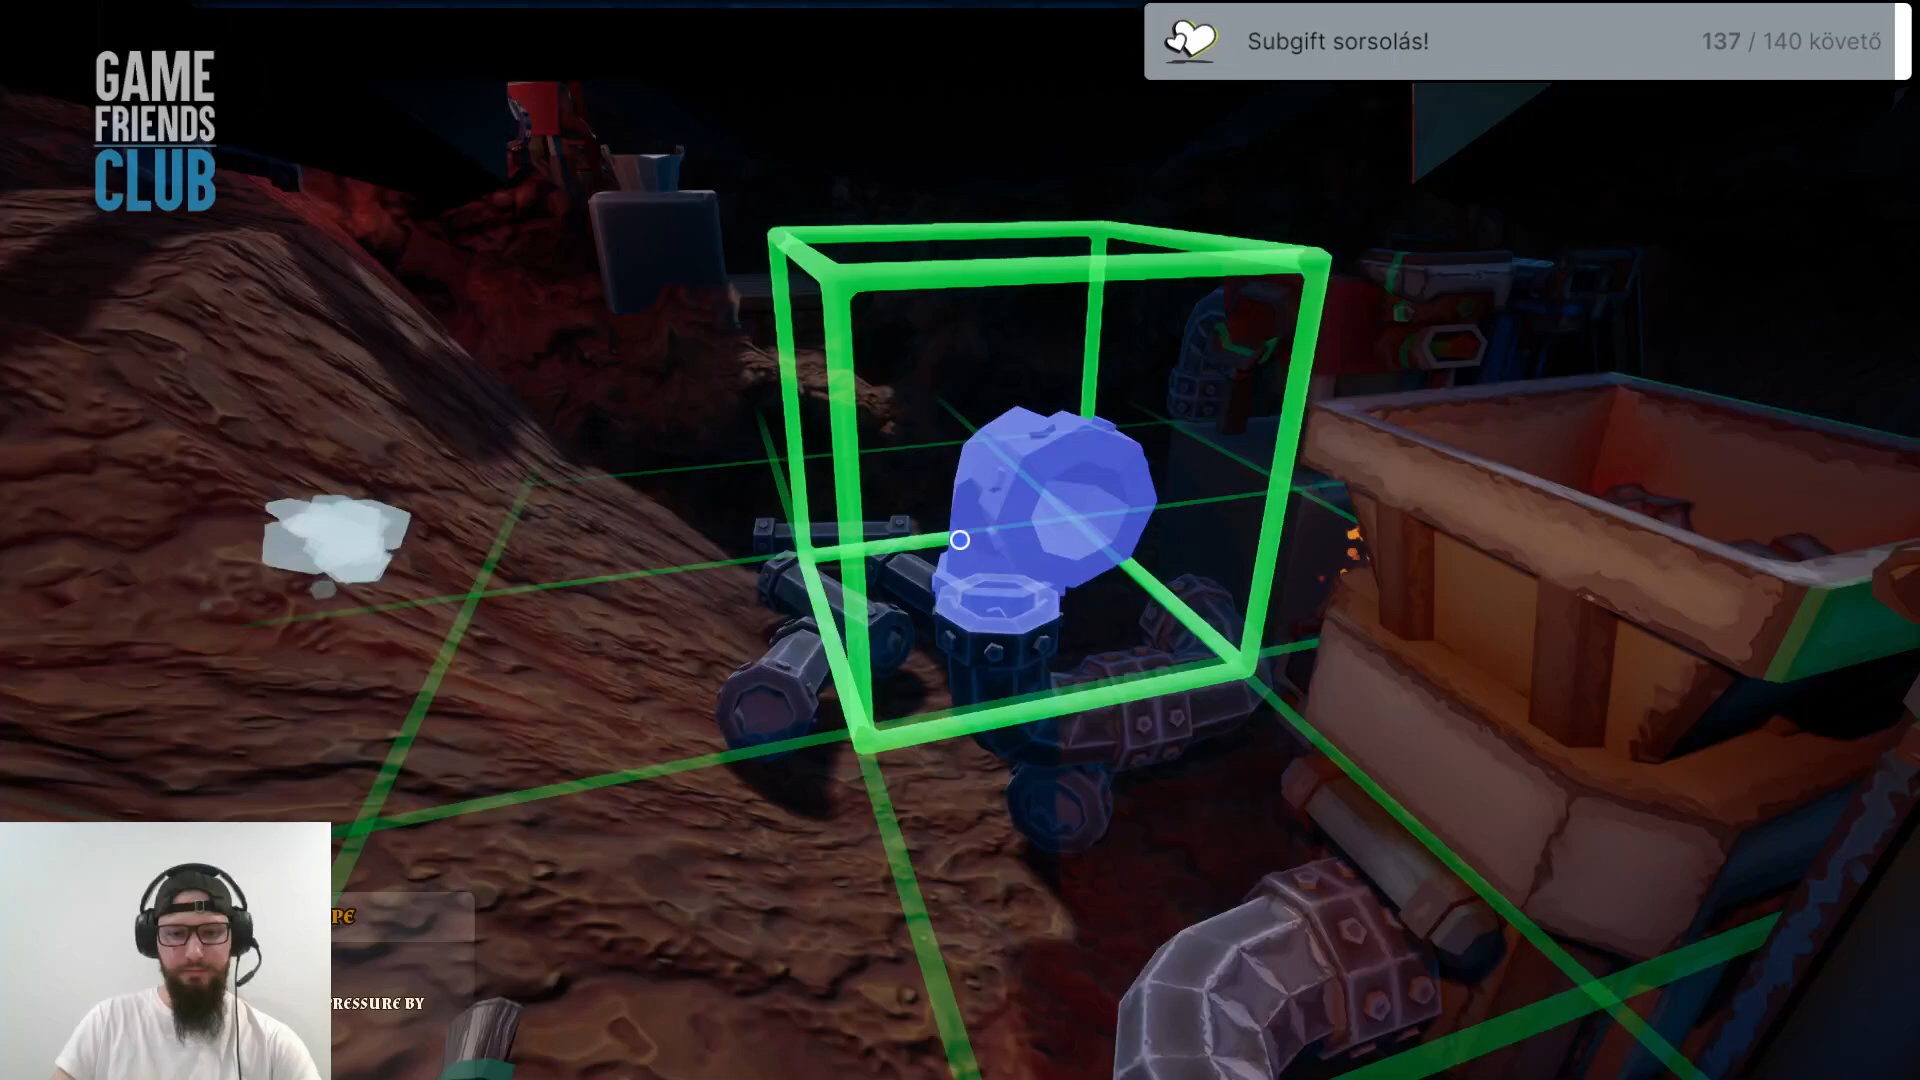 GAME
FRIENDS
CLUB
Subgift sorsolás!
137 / 140 követő
PE
RESSURE BY